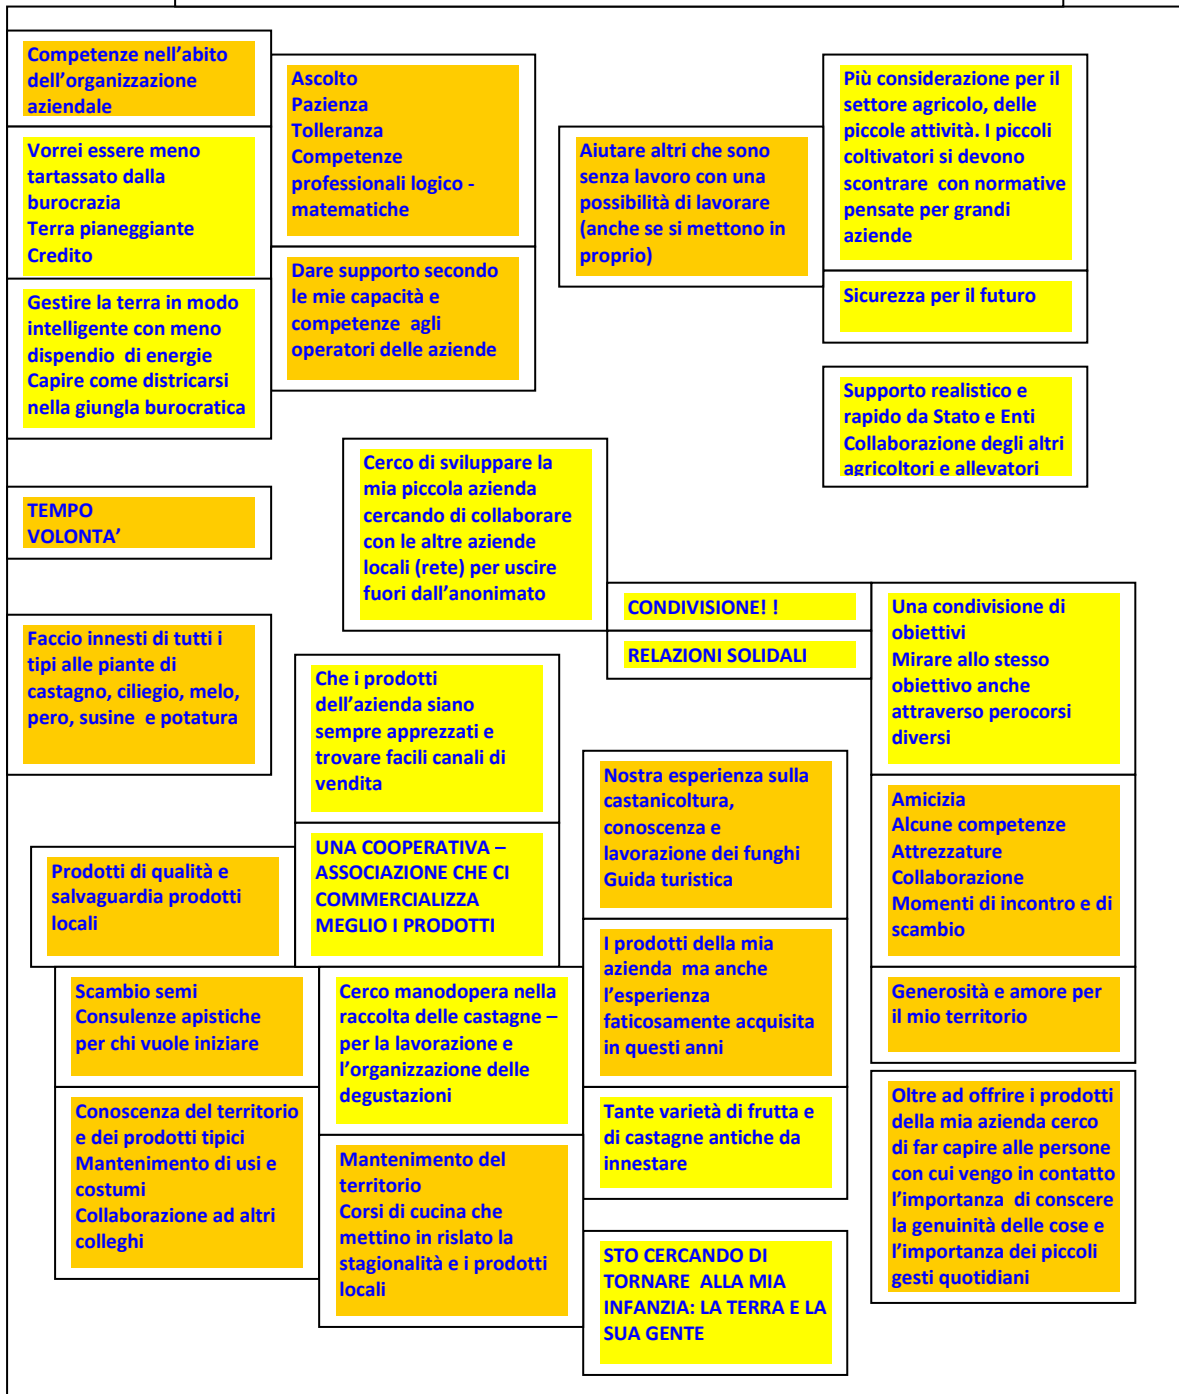 Competenze nell’abito
dell’organizzazione
aziendale
Vorrei essere meno
tartassato dalla
burocrazia
Terra pianeggiante
Credito
Gestire la terra in modo
intelligente con meno
dispendio di energie
Capire come districarsi
nella giungla burocratica
Ascolto
Pazienza
Tolleranza
Competenze
professionali logico -
matematiche
Dare supporto secondo
le mie capacità e
competenze agli
operatori delle aziende
Aiutare altri che sono
senza lavoro con una
possibilità di lavorare
(anche se si mettono in
proprio)
Più considerazione per il
settore agricolo, delle
piccole attività. I piccoli
coltivatori si devono
scontrare con normative
pensate per grandi
aziende
Sicurezza per il futuro
Supporto realistico e
rapido da Stato e Enti
Collaborazione degli altri
agricoltori e allevatori
TEMPO
VOLONTA’
Cerco di sviluppare la
mia piccola azienda
cercando di collaborare
con le altre aziende
locali (rete) per uscire
fuori dall’anonimato
CONDIVISIONE! !
RELAZIONI SOLIDALI
Una condivisione di
obiettivi
Mirare allo stesso
obiettivo anche
attraverso perocorsi
diversi
Faccio innesti di tutti i
tipi alle piante di
castagno, ciliegio, melo,
pero, susine e potatura
Che i prodotti
dell’azienda siano
sempre apprezzati e
trovare facili canali di
vendita
Nostra esperienza sulla
castanicoltura,
conoscenza e
lavorazione dei funghi
Guida turistica
Amicizia
Alcune competenze
Attrezzature
Collaborazione
Momenti di incontro e di
scambio
Prodotti di qualità e
salvaguardia prodotti
locali
UNA COOPERATIVA –
ASSOCIAZIONE CHE CI
COMMERCIALIZZA
MEGLIO I PRODOTTI
I prodotti della mia
azienda ma anche
l’esperienza
faticosamente acquisita
in questi anni
Generosità e amore per
il mio territorio
Scambio semi
Consulenze apistiche
per chi vuole iniziare
Cerco manodopera nella
raccolta delle castagne –
per la lavorazione e
l’organizzazione delle
degustazioni
Tante varietà di frutta e
di castagne antiche da
innestare
Oltre ad offrire i prodotti
della mia azienda cerco
di far capire alle persone
con cui vengo in contatto
l’importanza di conscere
la genuinità delle cose e
l’importanza dei piccoli
gesti quotidiani
Conoscenza del territorio
e dei prodotti tipici
Mantenimento di usi e
costumi
Collaborazione ad altri
colleghi
Mantenimento del
territorio
Corsi di cucina che
mettino in rislato la
stagionalità e i prodotti
locali
STO CERCANDO DI
TORNARE ALLA MIA
INFANZIA: LA TERRA E LA
SUA GENTE